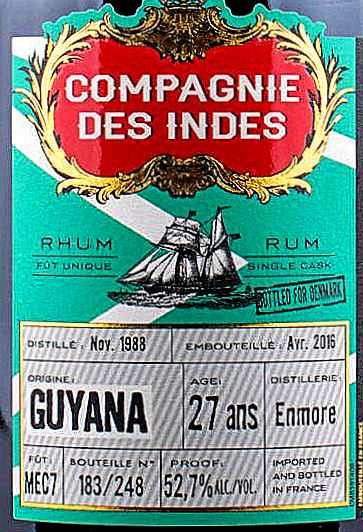 COMPAGNIE
DES INDES
RHUM
FÛT UNIQUE
RUM
SINGLE CASK
BOTTLED FOR DENMARK
DISTILLÉ : Nov. 1988
EMBOUTEILLÉ : Avr. 2016
ORIGINE:
GUYANA
AGE:
27 ans
DISTILLERIE:
Enmore
FÛT:
MEC7
BOUTEILLE N°
183/248
PROOF:
52,7% ALC./VOL.
IMPORTED
AND BOTTLED
IN FRANCE